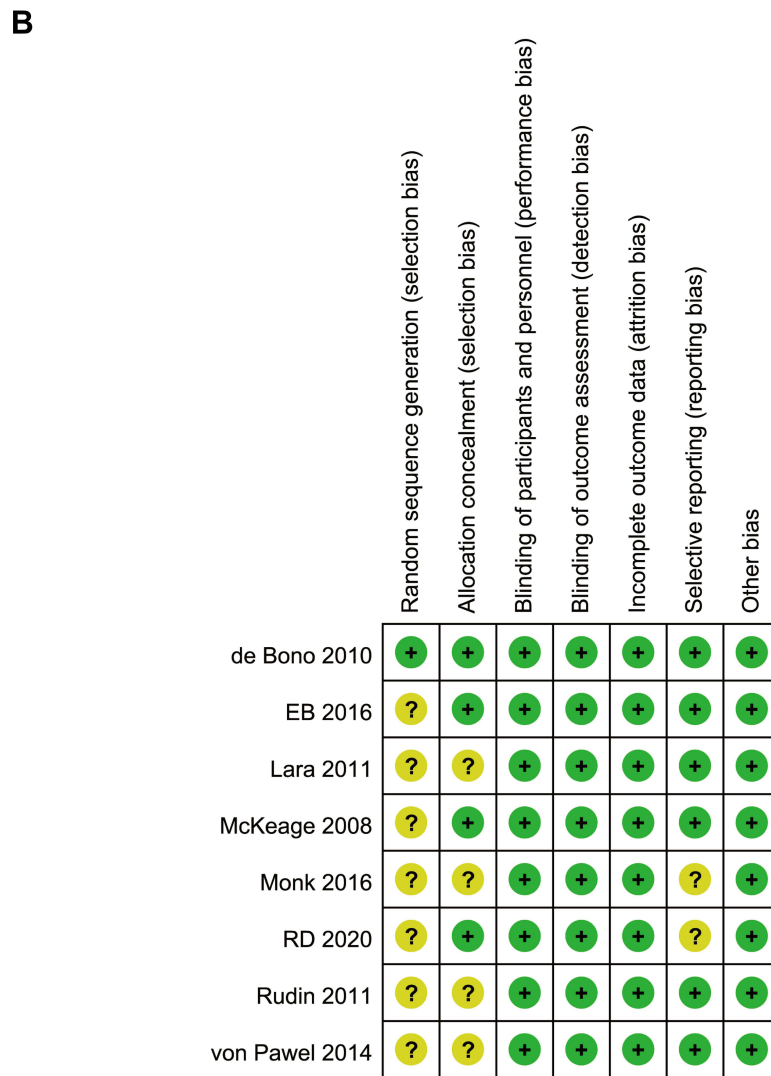 B
Random sequence generation (selection bias)
Allocation concealment (selection bias)
Blinding of participants and personnel (performance bias)
Blinding of outcome assessment (detection bias)
Incomplete outcome data (attrition bias)
Selective reporting (reporting bias)
Other bias
de Bono 2010 + + + + + + +
EB 2016 ? + + + + + +
Lara 2011 ? ? + + + + +
McKeage 2008 ? + + + + + +
Monk 2016 ? ? + + + ? +
RD 2020 ? + + + + ? +
Rudin 2011 ? ? + + + + +
von Pawel 2014 ? ? + + + + +